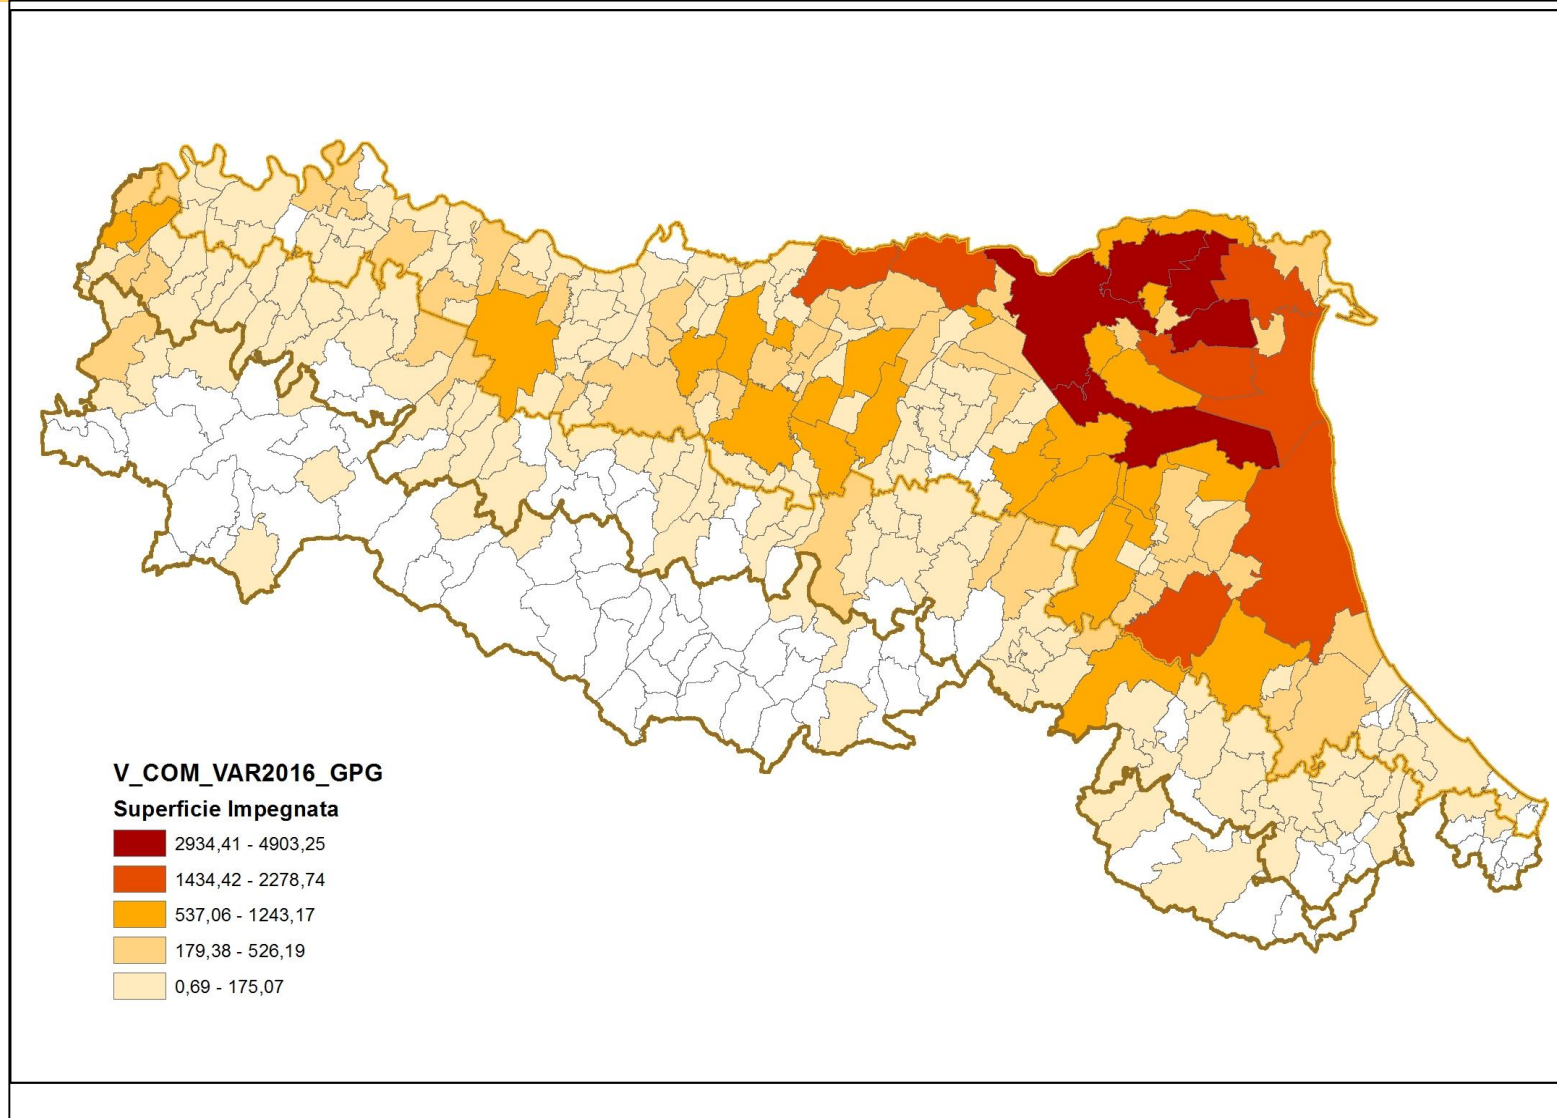 V_COM_VAR2016_GPG
Superficie Impegnata
2934,41 - 4903,25
1434,42 - 2278,74
537,06 - 1243,17
179,38 - 526,19
0,69 - 175,07